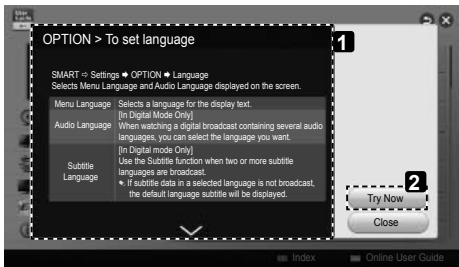 User
Guide
OPTION > To set language
1
SMART ⇨ Settings ➡ OPTION ➡ Language
Selects Menu Language and Audio Language displayed on the screen.
Menu Language Selects a language for the display text.
Audio Language [In Digital Mode Only]
When watching a digital broadcast containing several audio
languages, you can select the language you want.
Subtitle
Language
[In Digital mode Only]
Use the Subtitle function when two or more subtitle
languages are broadcast.
If subtitle data in a selected language is not broadcast,
the default language subtitle will be displayed.
2
Try Now
Close
Index
Online User Guide